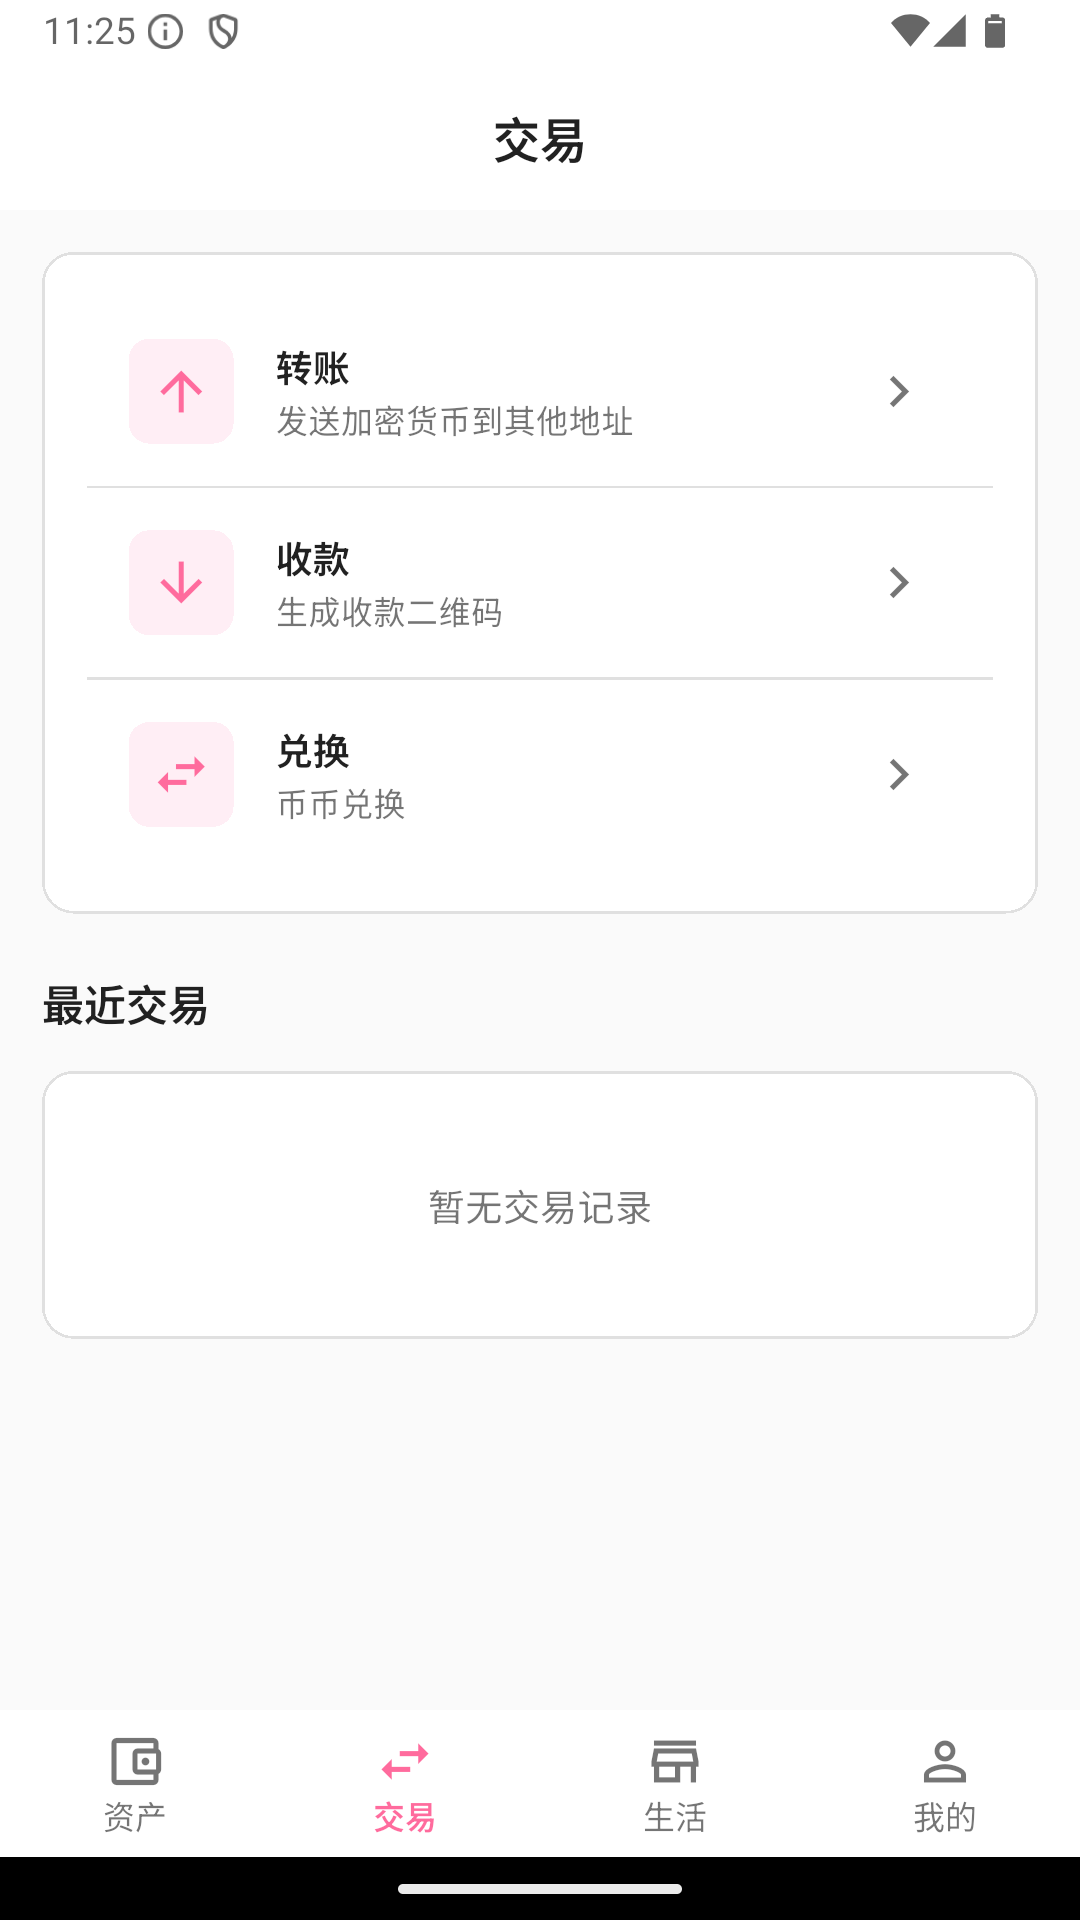 11:25
交易
转账
发送加密货币到其他地址
收款
生成收款二维码
兑换
币币兑换
最近交易
暂无交易记录
资产
交易
生活
我的